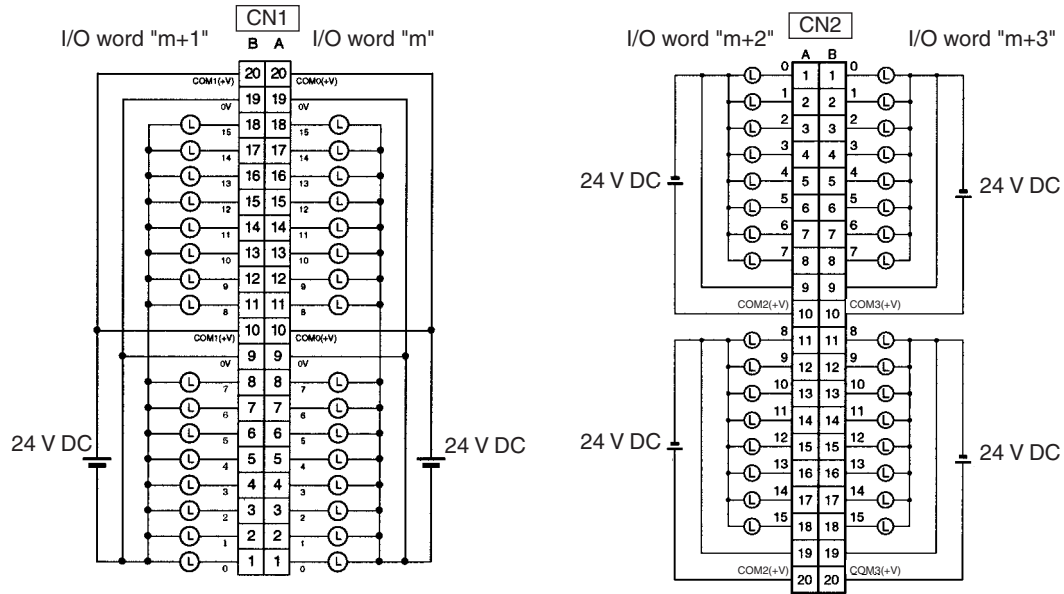 CN1
I/O word "m+1" I/O word "m"
B A
COM1(+V) 20 20 COM0(+V)
0V 19 19 0V
L 15 18 18 15 L
L 14 17 17 14 L
L 13 16 16 13 L
L 12 15 15 12 L
L 11 14 14 11 L
L 10 13 13 10 L
L 9 12 12 9 L
L 8 11 11 8 L
COM1(+V) 10 10 COM0(+V)
0V 9 9 0V
L 7 8 8 7 L
L 6 7 7 6 L
L 5 6 6 5 L
24 V DC 24 V DC
L 4 5 5 4 L
L 3 4 4 3 L
L 2 3 3 2 L
L 1 2 2 1 L
L 0 1 1 0 L
CN2
I/O word "m+2" I/O word "m+3"
A B
L 0 1 1 0 L
L 1 2 2 1 L
L 2 3 3 2 L
L 3 4 4 3 L
24 V DC 24 V DC
L 4 5 5 4 L
L 5 6 6 5 L
L 6 7 7 6 L
L 7 8 8 7 L
9 9
COM2(+V) 10 10 COM3(+V)
L 8 11 11 8 L
L 9 12 12 9 L
L 10 13 13 10 L
L 11 14 14 11 L
24 V DC 24 V DC
L 12 15 15 12 L
L 13 16 16 13 L
L 14 17 17 14 L
L 15 18 18 15 L
19 19
COM2(+V) 20 20 COM3(+V)